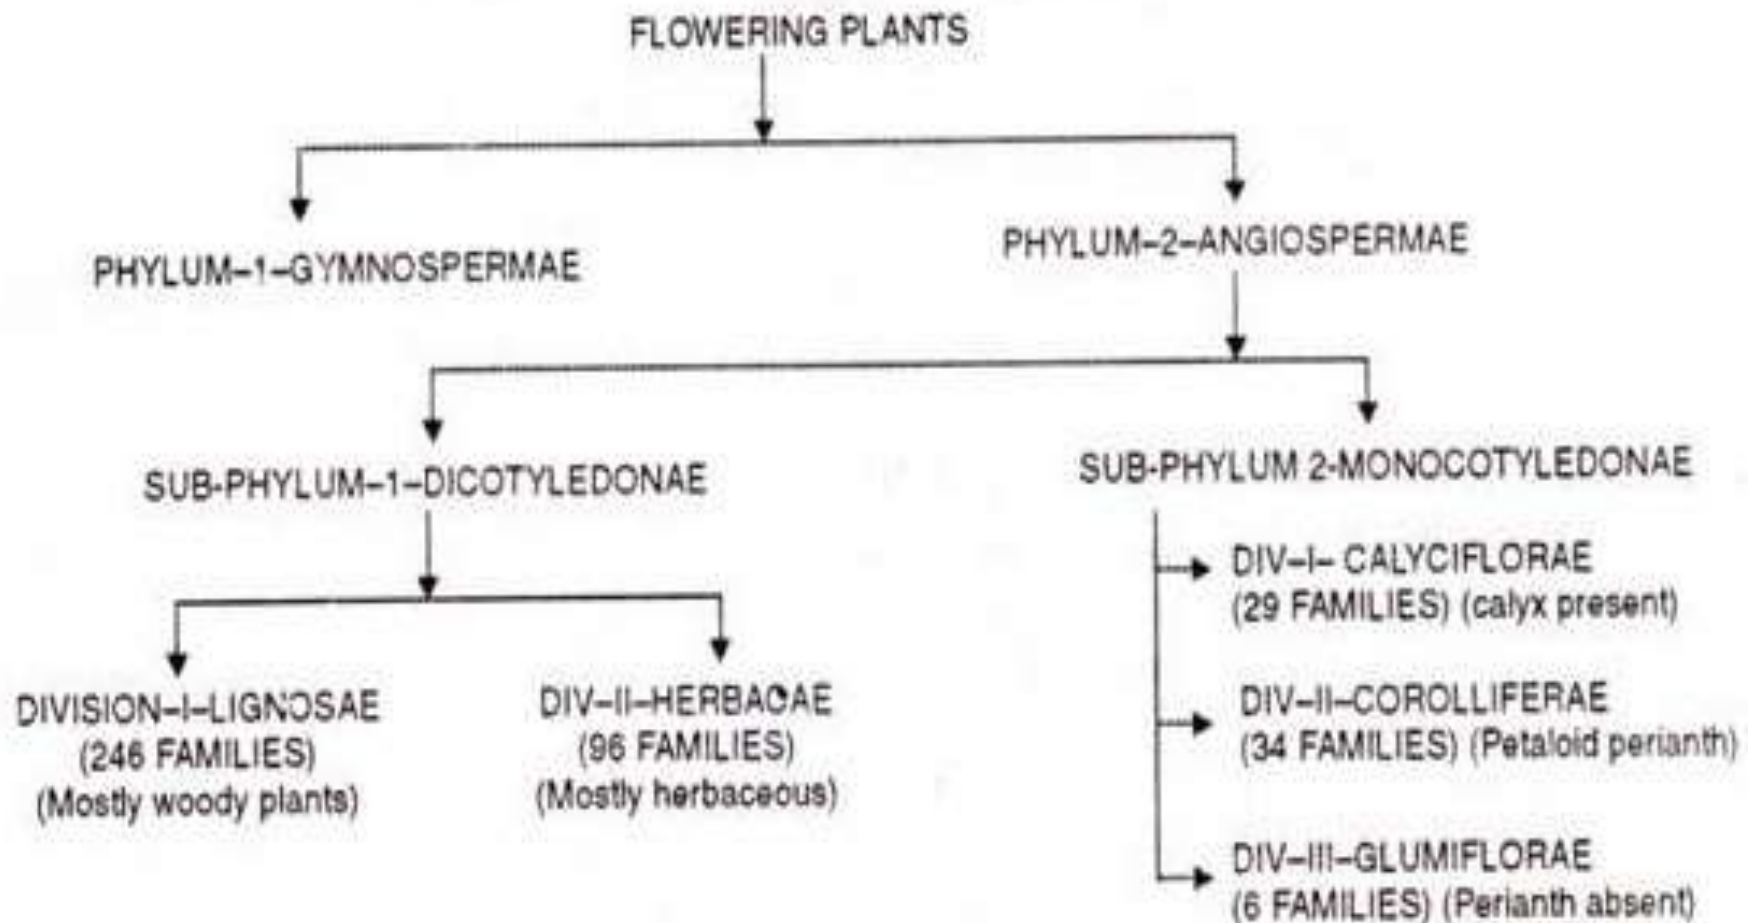 FLOWERING PLANTS
PHYLUM–1–GYMNOSPERMAE
PHYLUM–2–ANGIOSPERMAE
SUB-PHYLUM–1–DICOTYLEDONAE
SUB-PHYLUM 2-MONOCOTYLEDONAE
DIVISION–I–LIGNOSAE
(246 FAMILIES)
(Mostly woody plants)
DIV–II–HERBACAE
(96 FAMILIES)
(Mostly herbaceous)
DIV–I– CALYCIFLORAE
(29 FAMILIES) (calyx present)
DIV–II–COROLLIFERAE
(34 FAMILIES) (Petaloid perianth)
DIV–III–GLUMIFLORAE
(6 FAMILIES) (Perianth absent)